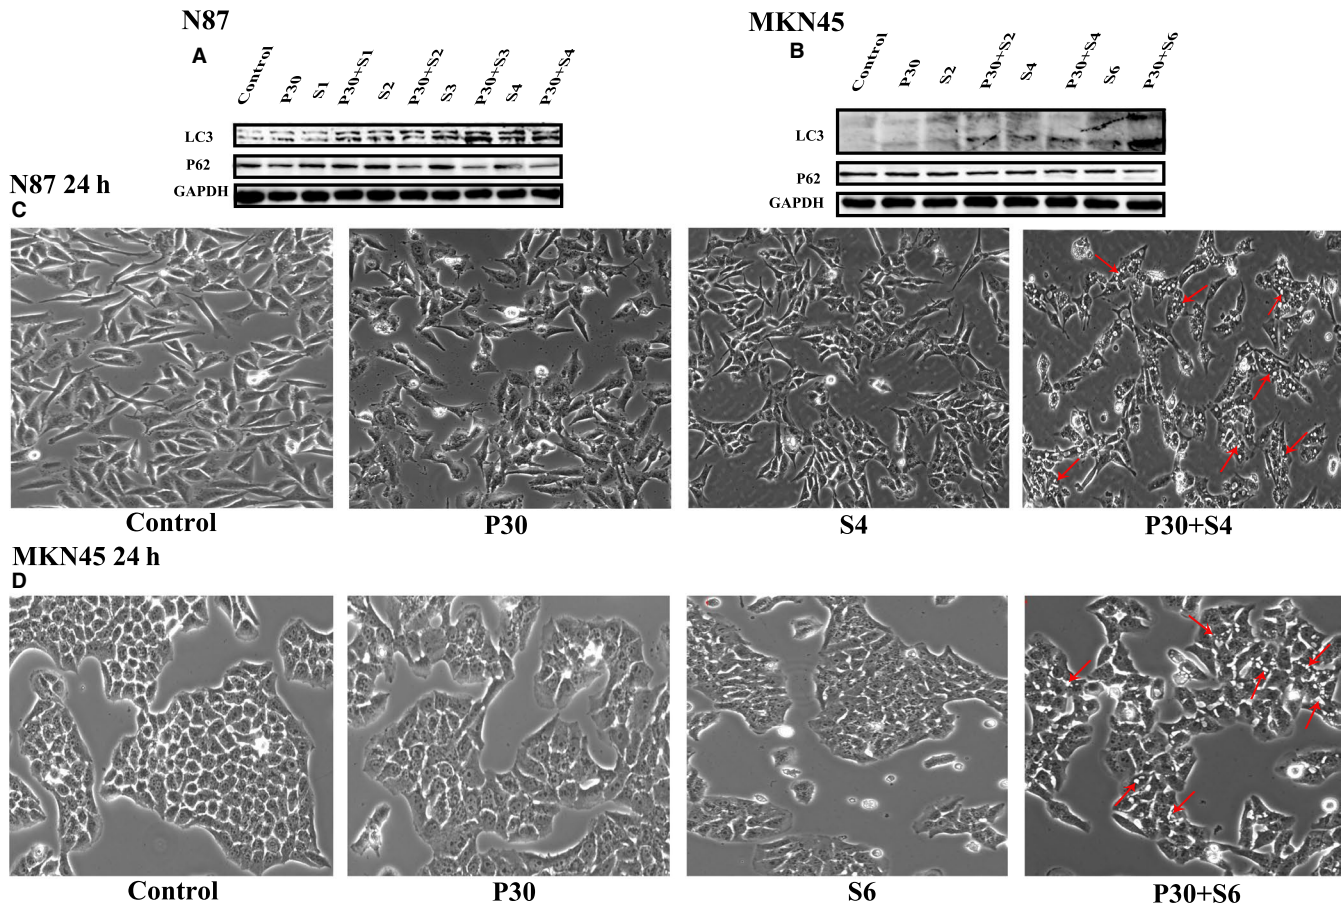 N87
A
Control P30 S1 P30+S1 S2 P30+S2 S3 P30+S3 S4 P30+S4
LC3
P62
GAPDH
MKN45
B
Control P30 S2 P30+S2 S4 P30+S4 S6 P30+S6
LC3
P62
GAPDH
N87 24 h
C
Control P30 S4 P30+S4
MKN45 24 h
D
Control P30 S6 P30+S6